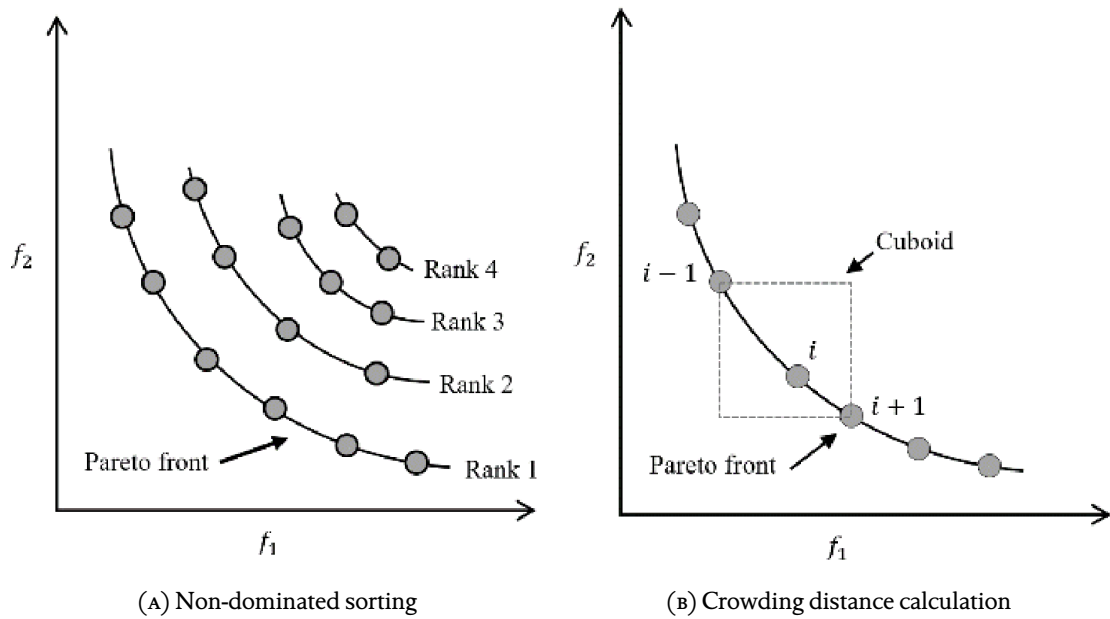 f₂
Rank 4
Rank 3
Rank 2
Pareto front
Rank 1
f₁
(A) Non-dominated sorting
f₂
Cuboid
i − 1
i
i + 1
Pareto front
f₁
(B) Crowding distance calculation